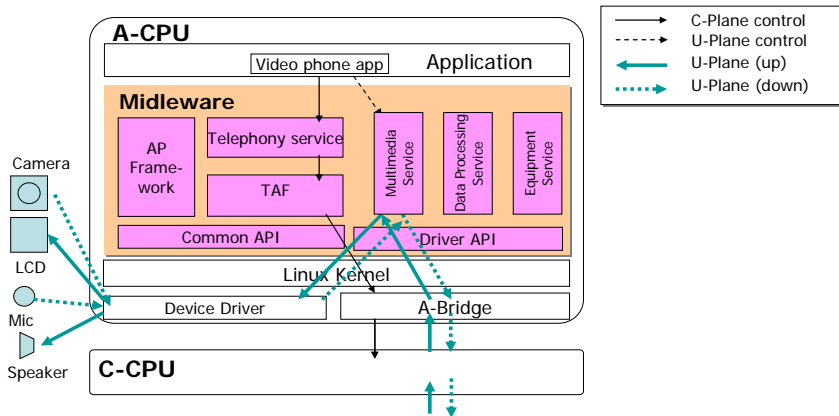 A-CPU
Video phone app
Application
Midleware
AP
Frame-
work
Telephony service
TAF
Multimedia
Service
Data Processing
Service
Equipment
Service
Common API
Driver API
Linux Kernel
Device Driver
A-Bridge
C-CPU
Camera
LCD
Mic
Speaker
C-Plane control
U-Plane control
U-Plane (up)
U-Plane (down)